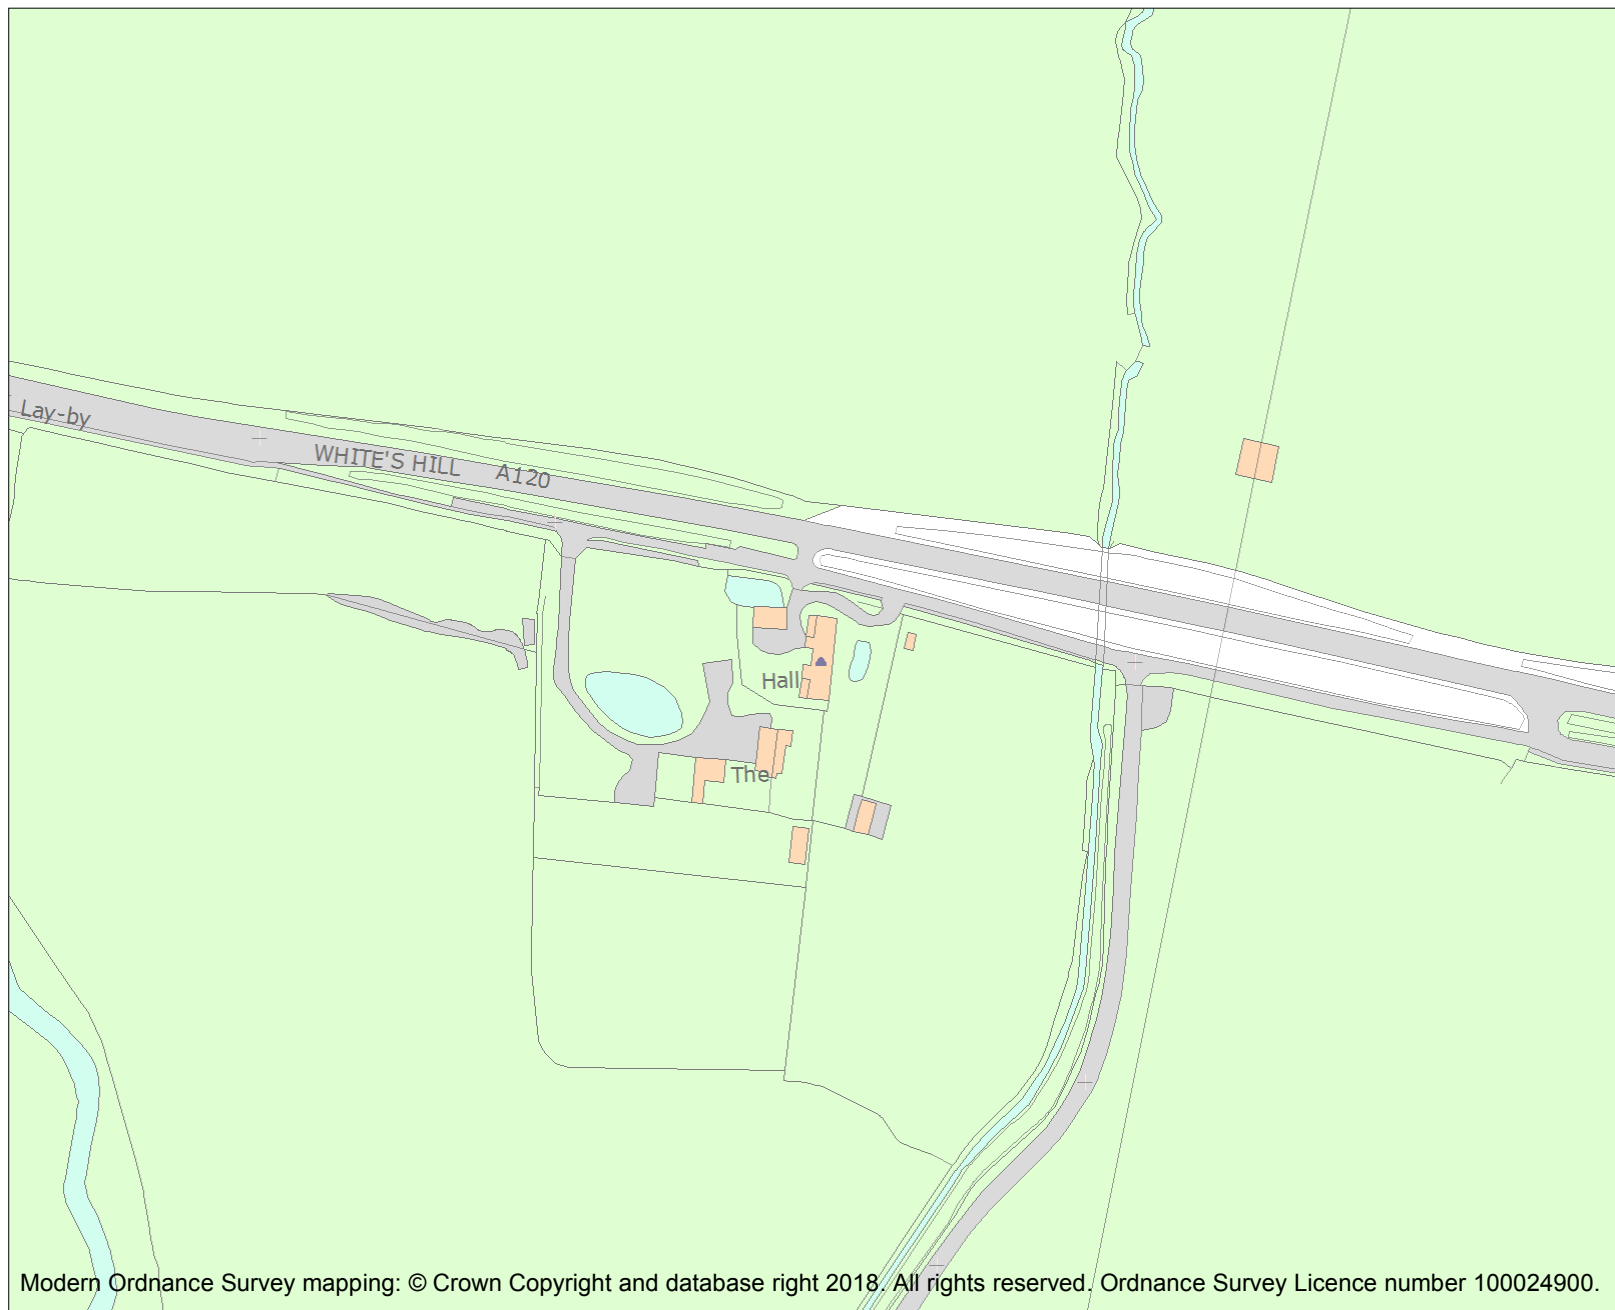 Lay-by
WHITE'S HILL A120
Hall
The
Modern Ordnance Survey mapping: © Crown Copyright and database right 2018. All rights reserved. Ordnance Survey Licence number 100024900.